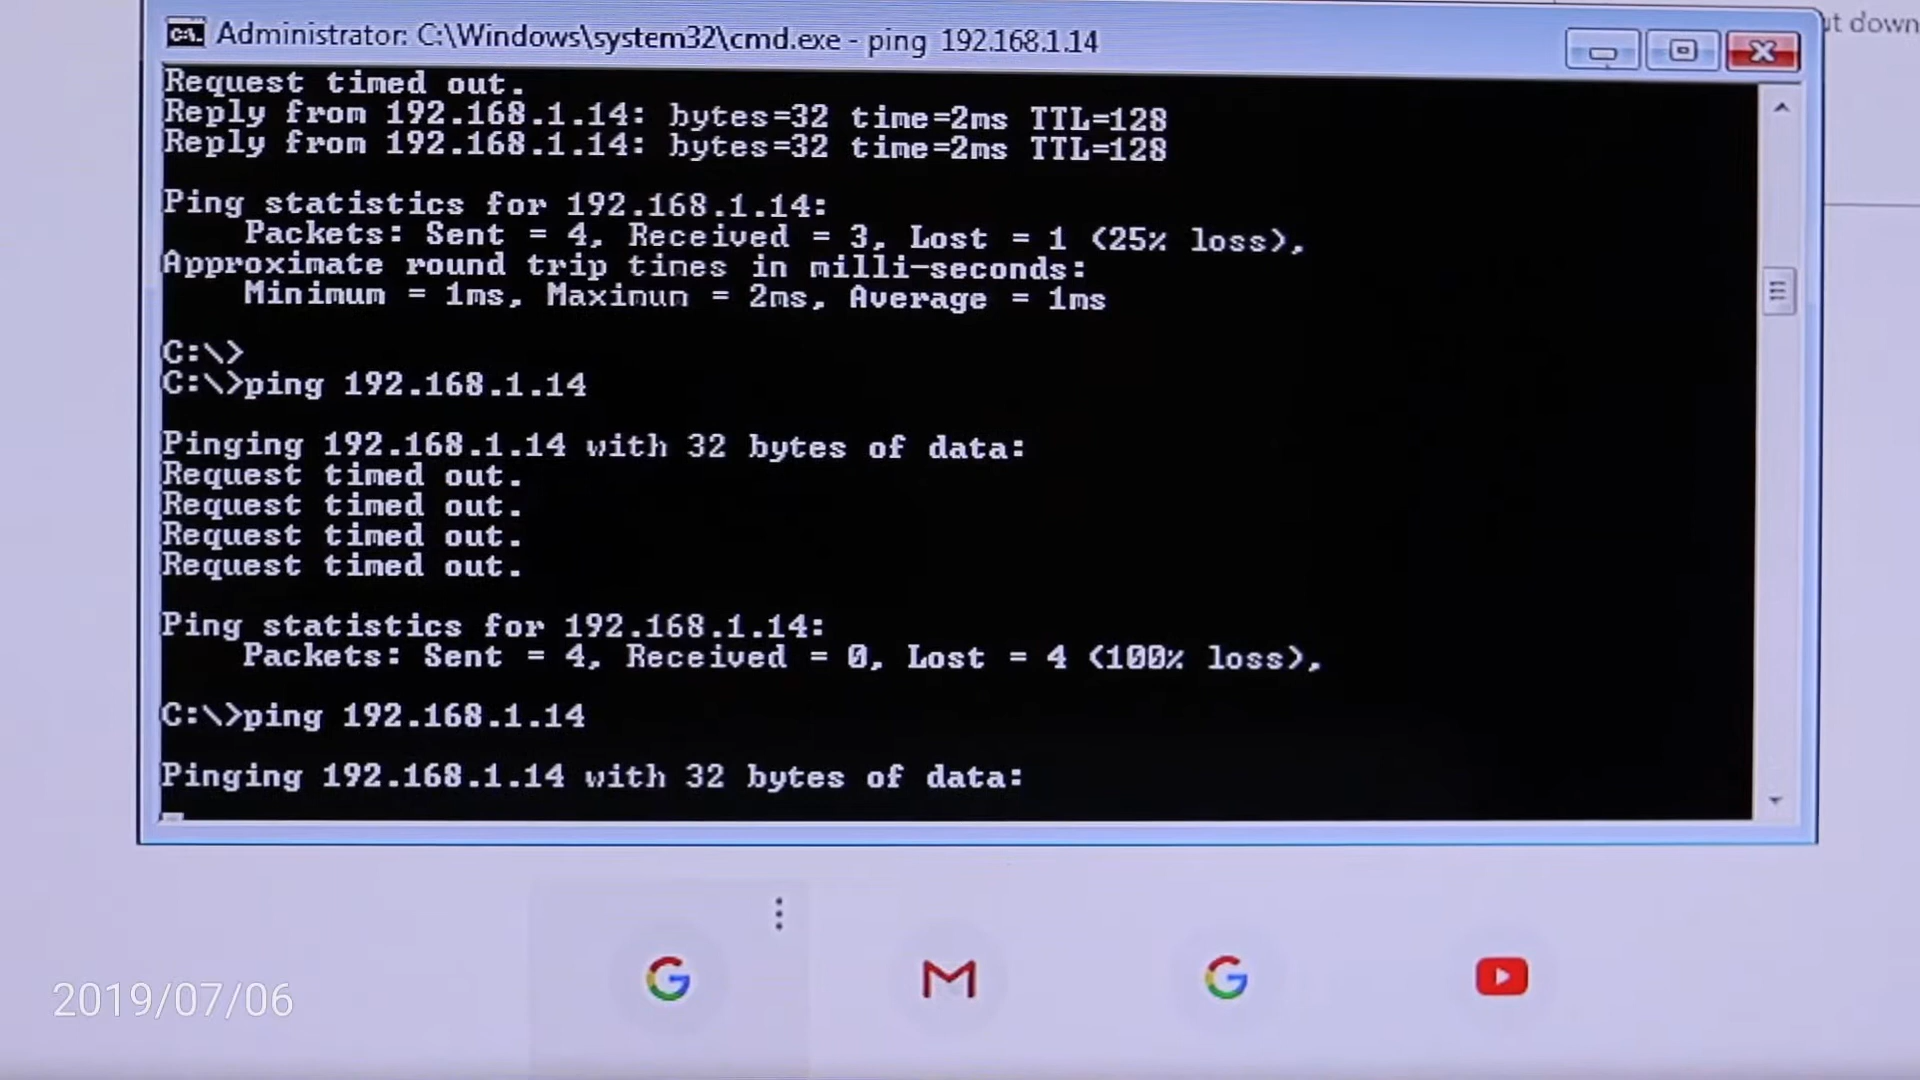 Administrator: C:\Windows\system32\cmd.exe - ping 192.168.1.14
ut down
Request timed out.
Reply from 192.168.1.14: bytes=32 time=2ms TTL=128
Reply from 192.168.1.14: bytes=32 time=2ms TTL=128
Ping statistics for 192.168.1.14:
Packets: Sent = 4, Received = 3, Lost = 1 (25% loss),
Approximate round trip times in milli-seconds:
Minimum = 1ms, Maximum = 2ms, Average = 1ms
C:\>
C:\>ping 192.168.1.14
Pinging 192.168.1.14 with 32 bytes of data:
Request timed out.
Request timed out.
Request timed out.
Request timed out.
Ping statistics for 192.168.1.14:
Packets: Sent = 4, Received = 0, Lost = 4 (100% loss),
C:\>ping 192.168.1.14
Pinging 192.168.1.14 with 32 bytes of data:
2019/07/06